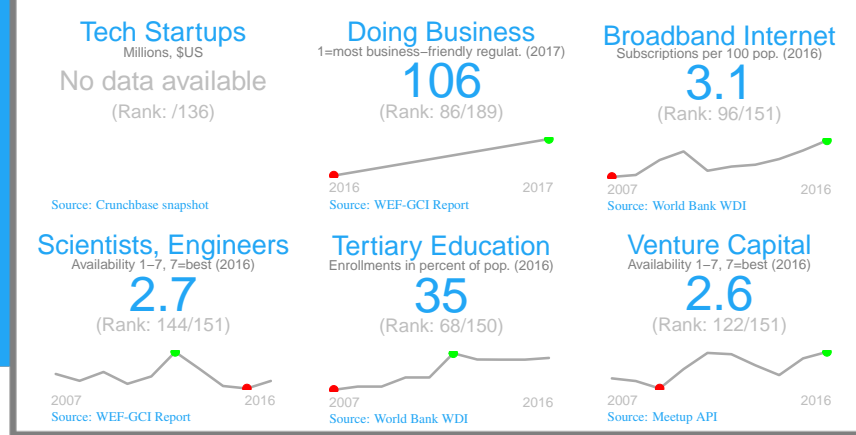 Tech Startups
Millions, $US
No data available
(Rank: /136)
Source: Crunchbase snapshot
Doing Business
1=most business−friendly regulat. (2017)
106
(Rank: 86/189)
2016 2017
Source: WEF-GCI Report
Broadband Internet
Subscriptions per 100 pop. (2016)
3.1
(Rank: 96/151)
2007 2016
Source: World Bank WDI
Scientists, Engineers
Availability 1−7, 7=best (2016)
2.7
(Rank: 144/151)
2007 2016
Source: WEF-GCI Report
Tertiary Education
Enrollments in percent of pop. (2016)
35
(Rank: 68/150)
2007 2016
Source: World Bank WDI
Venture Capital
Availability 1−7, 7=best (2016)
2.6
(Rank: 122/151)
2007 2016
Source: Meetup API